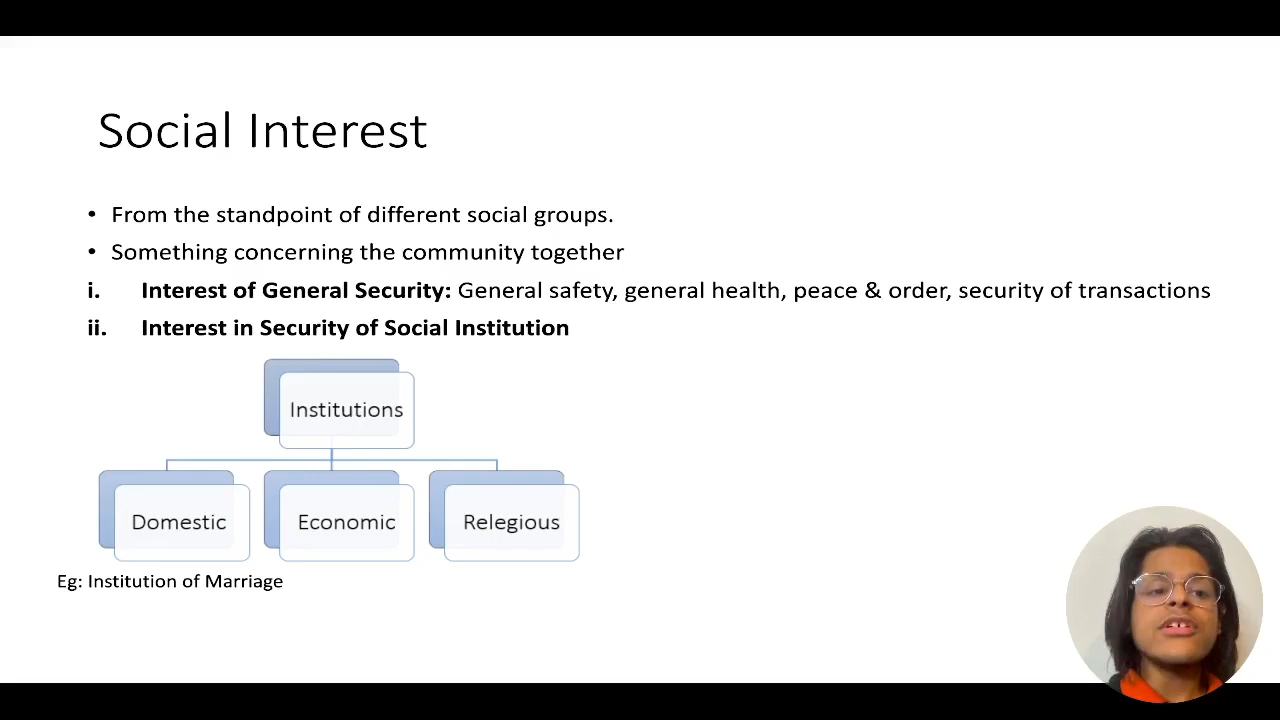 Social Interest
• From the standpoint of different social groups.
• Something concerning the community together
i. Interest of General Security: General safety, general health, peace & order, security of transactions
ii. Interest in Security of Social Institution
Institutions
Domestic
Economic
Relegious
Eg: Institution of Marriage